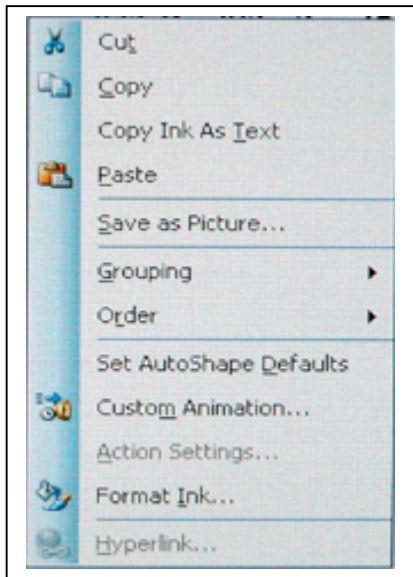 Cut
Copy
Copy Ink As Text
Paste
Save as Picture...
Grouping
Order
Set AutoShape Defaults
Custom Animation...
Action Settings...
Format Ink...
Hyperlink...